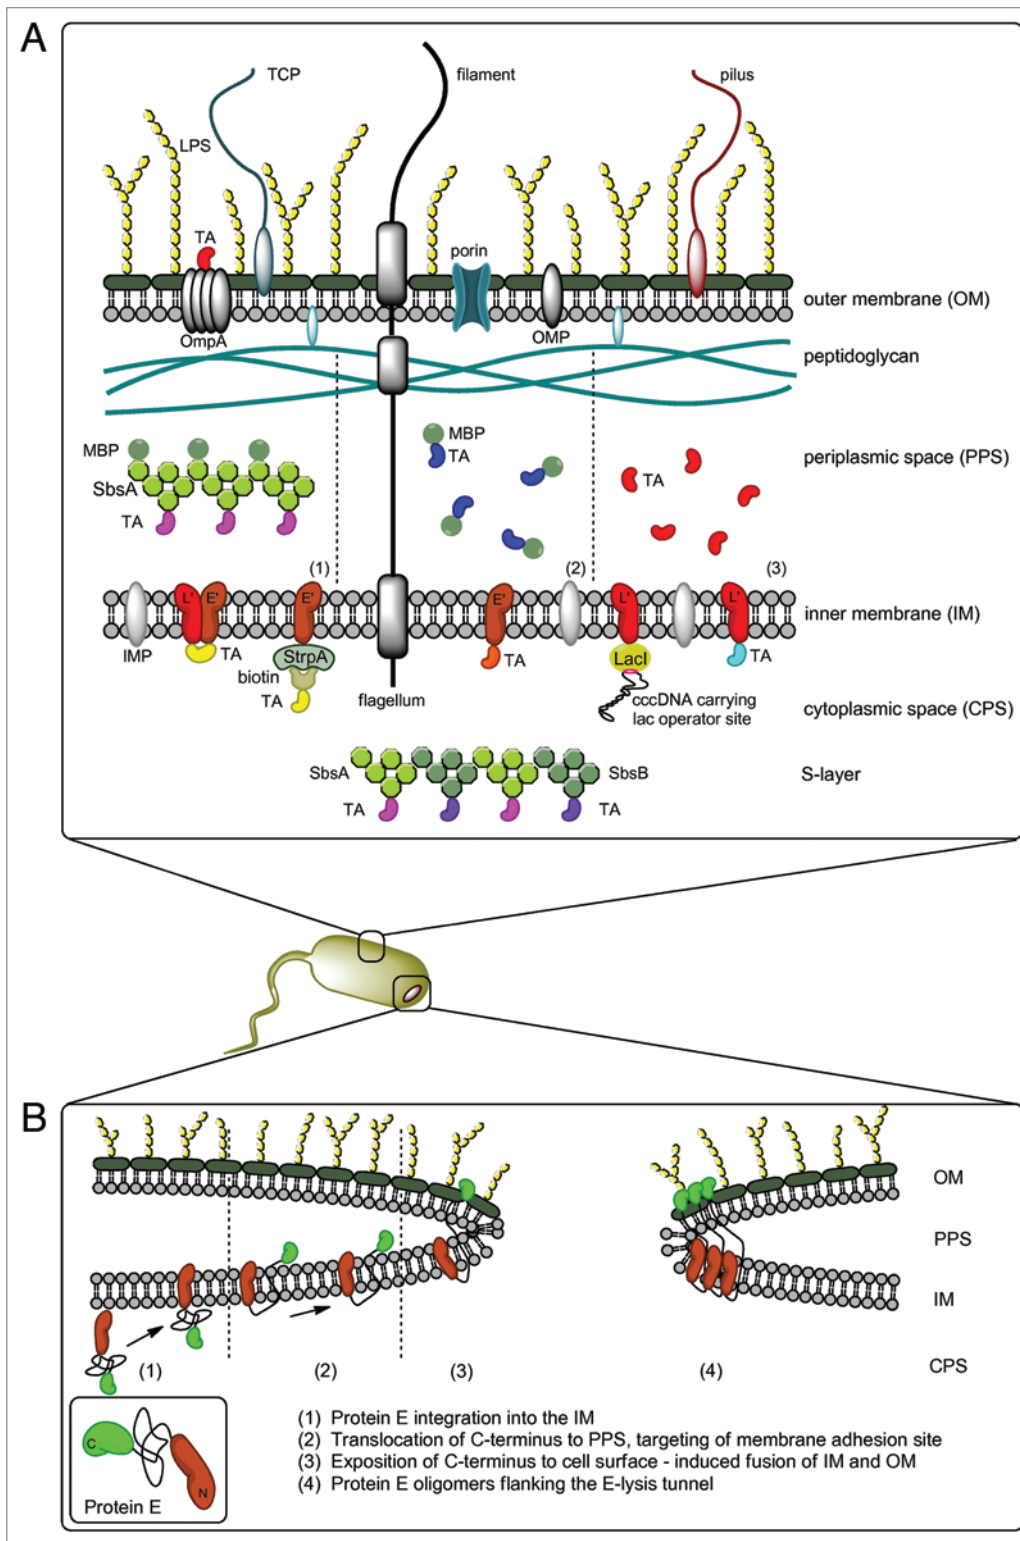 A
TCP
filament
pilus
LPS
TA
porin
outer membrane (OM)
OmpA
OMP
peptidoglycan
MBP
MBP
TA
periplasmic space (PPS)
TA
SbsA
TA
(1)
(2)
(3)
L'
E'
E'
E'
L'
L'
inner membrane (IM)
IMP
TA
StrpA
TA
LacI
TA
biotin
TA
flagellum
cccDNA carrying
lac operator site
cytoplasmic space (CPS)
SbsA
SbsB
S-layer
TA
TA
B
OM
PPS
IM
CPS
(1)
(2)
(3)
(4)
C
N
Protein E
(1) Protein E integration into the IM
(2) Translocation of C-terminus to PPS, targeting of membrane adhesion site
(3) Exposition of C-terminus to cell surface - induced fusion of IM and OM
(4) Protein E oligomers flanking the E-lysis tunnel